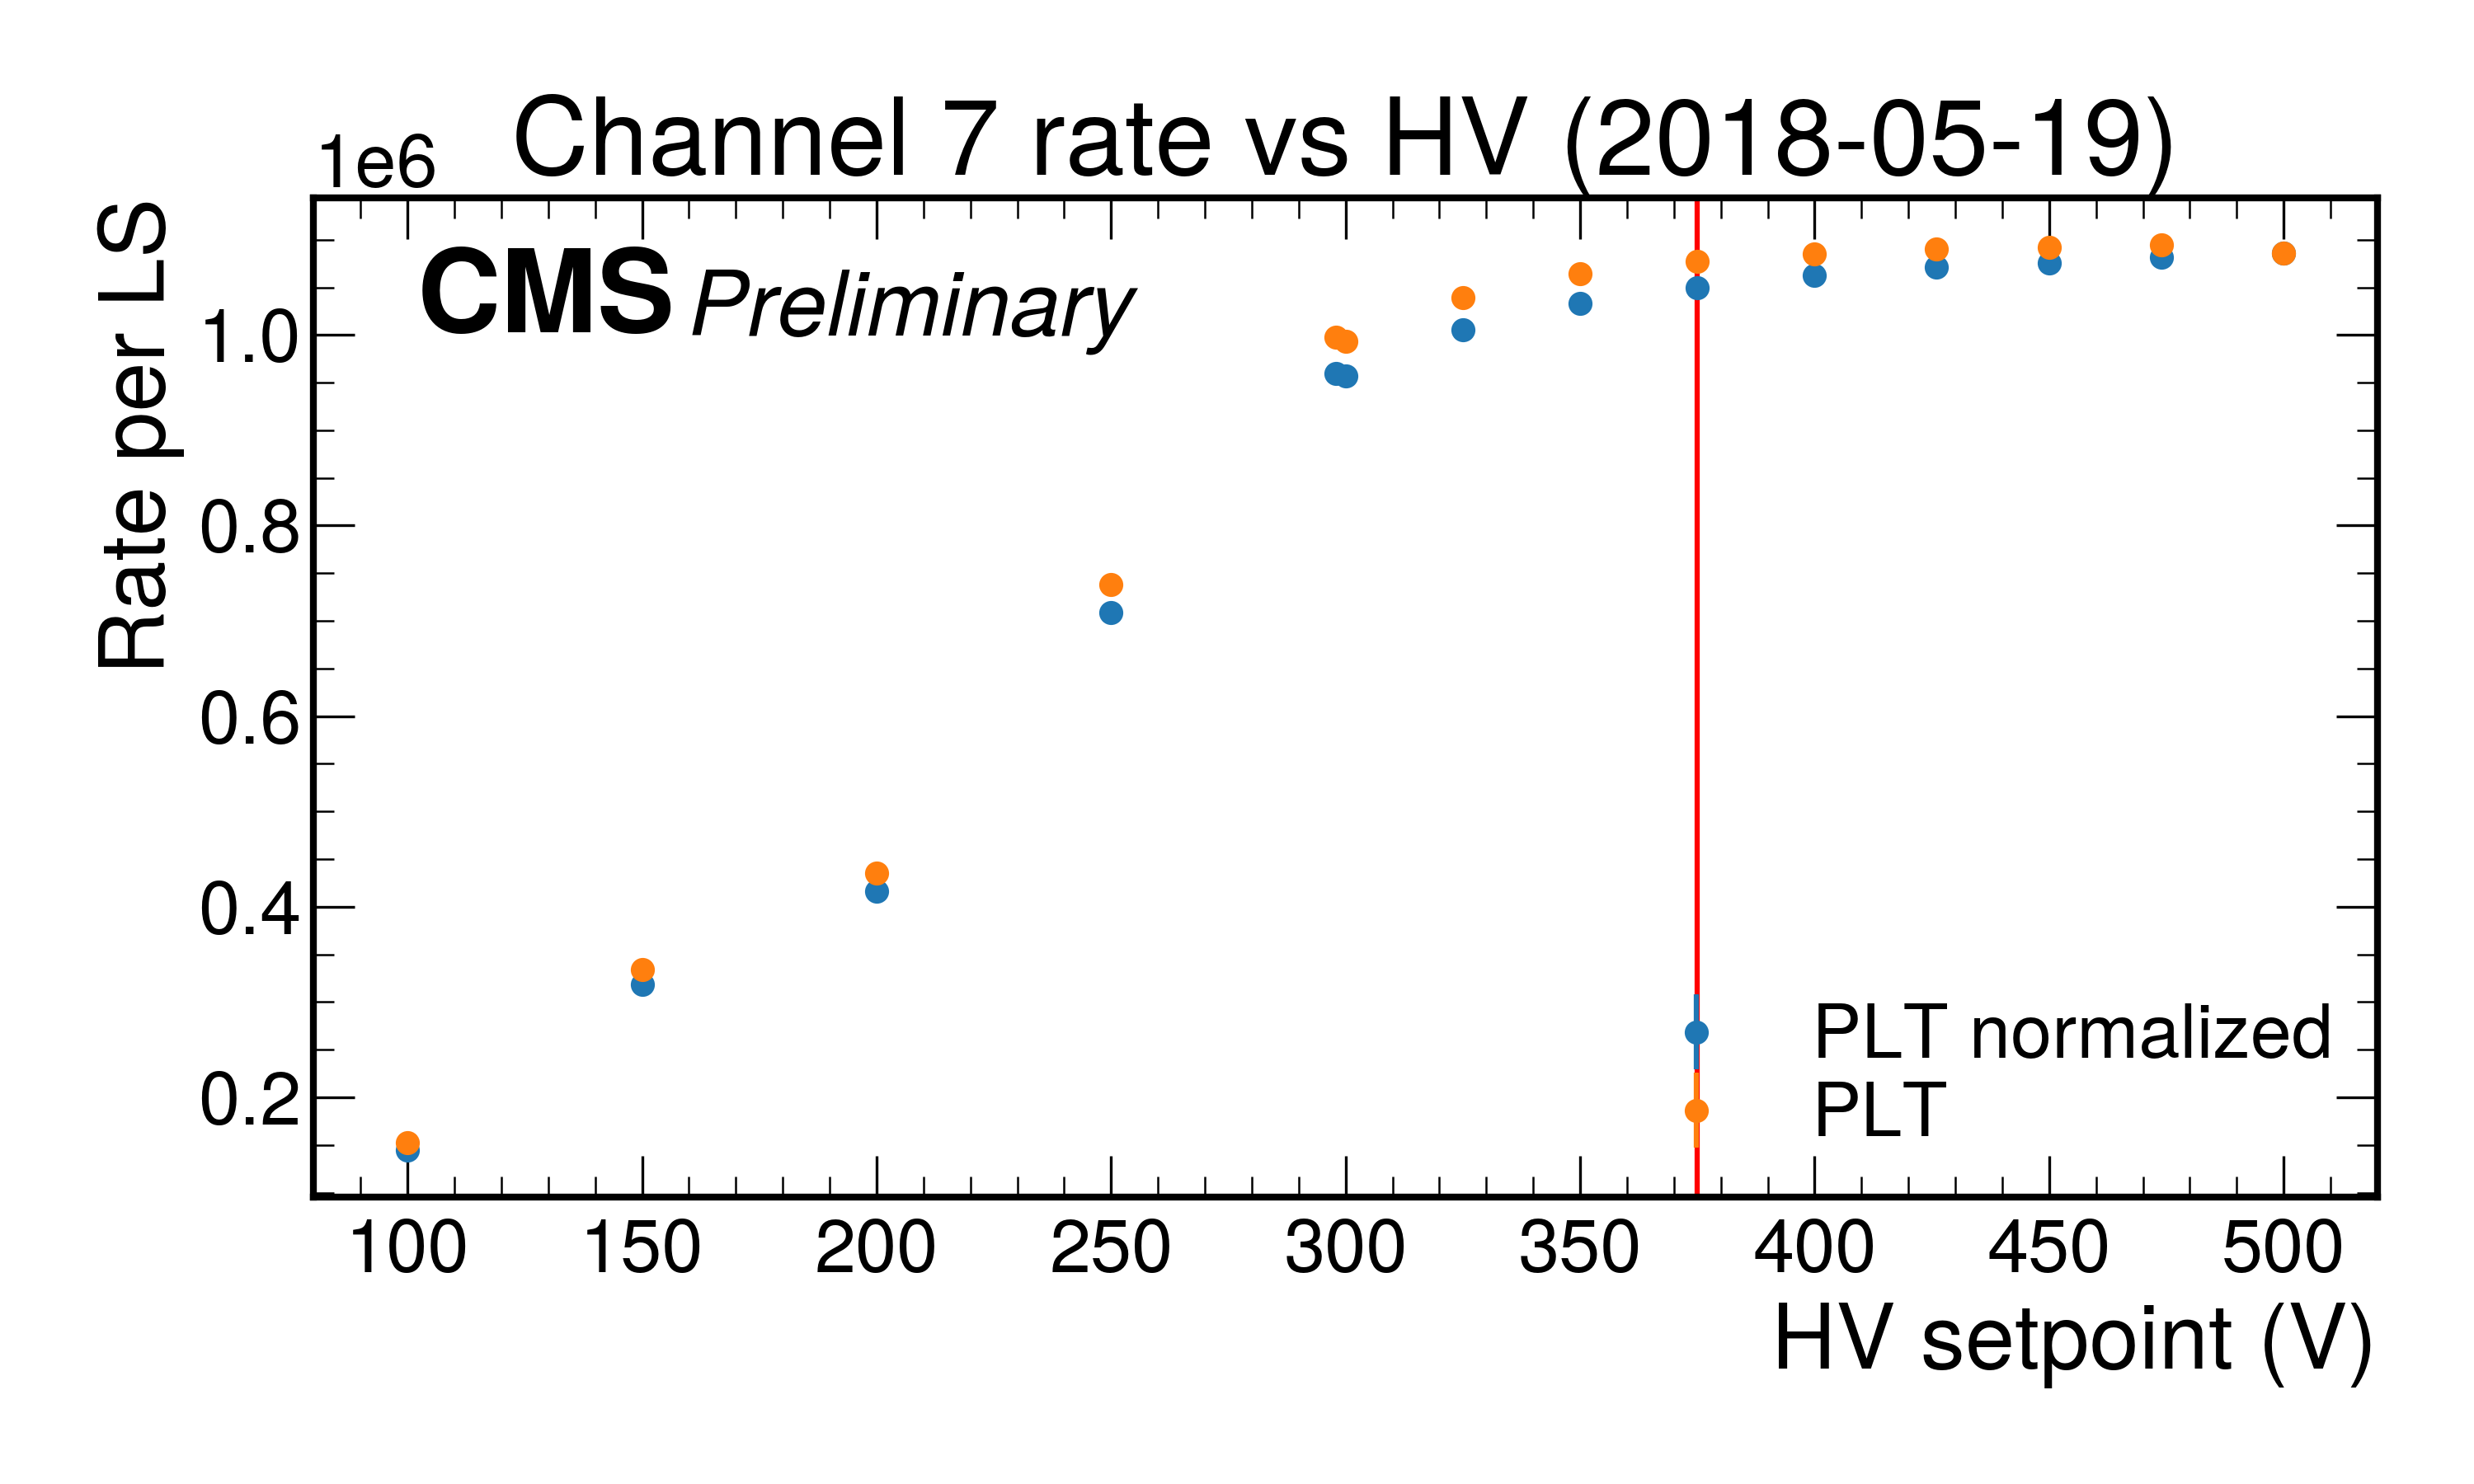 Channel 7 rate vs HV (2018-05-19)
1e6
CMS Preliminary
Rate per LS
1.0
0.8
0.6
0.4
0.2
PLT normalized
PLT
100 150 200 250 300 350 400 450 500
HV setpoint (V)